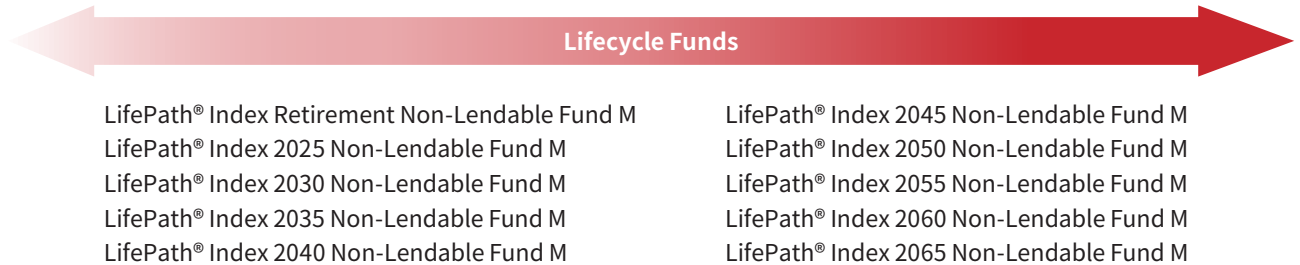 Lifecycle Funds
LifePath® Index Retirement Non-Lendable Fund M
LifePath® Index 2025 Non-Lendable Fund M
LifePath® Index 2030 Non-Lendable Fund M
LifePath® Index 2035 Non-Lendable Fund M
LifePath® Index 2040 Non-Lendable Fund M
LifePath® Index 2045 Non-Lendable Fund M
LifePath® Index 2050 Non-Lendable Fund M
LifePath® Index 2055 Non-Lendable Fund M
LifePath® Index 2060 Non-Lendable Fund M
LifePath® Index 2065 Non-Lendable Fund M